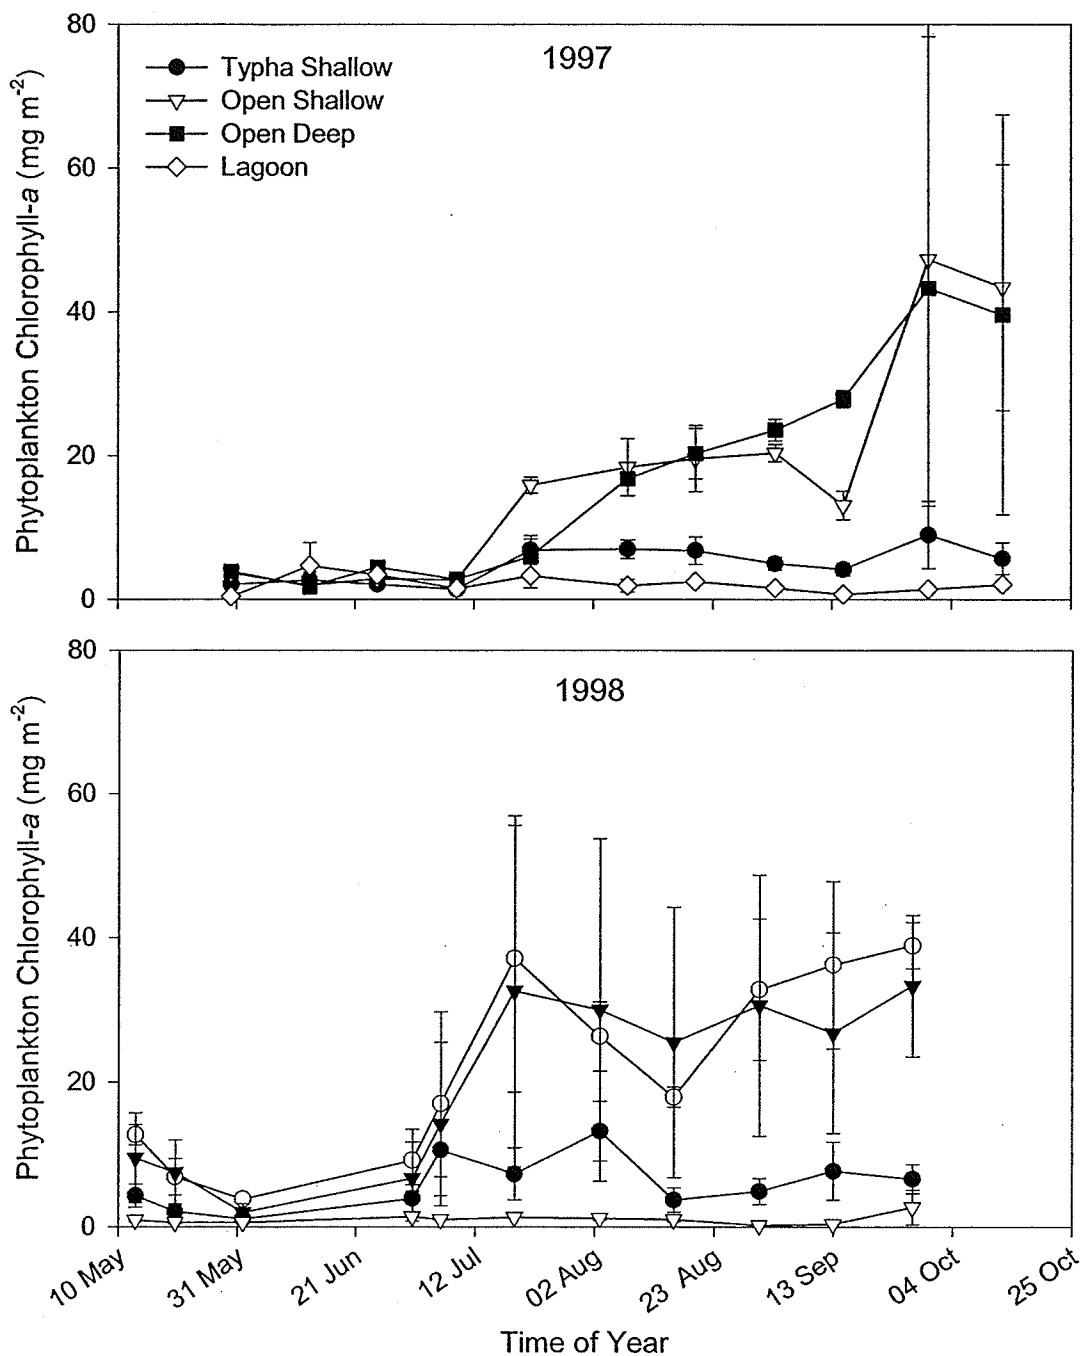 80
60
40
20
0
Phytoplankton Chlorophyll-a (mg m-2)
1997
Typha Shallow
Open Shallow
Open Deep
Lagoon
80
60
40
20
0
Phytoplankton Chlorophyll-a (mg m-2)
1998
10 May
31 May
21 Jun
12 Jul
02 Aug
23 Aug
13 Sep
04 Oct
25 Oct
Time of Year